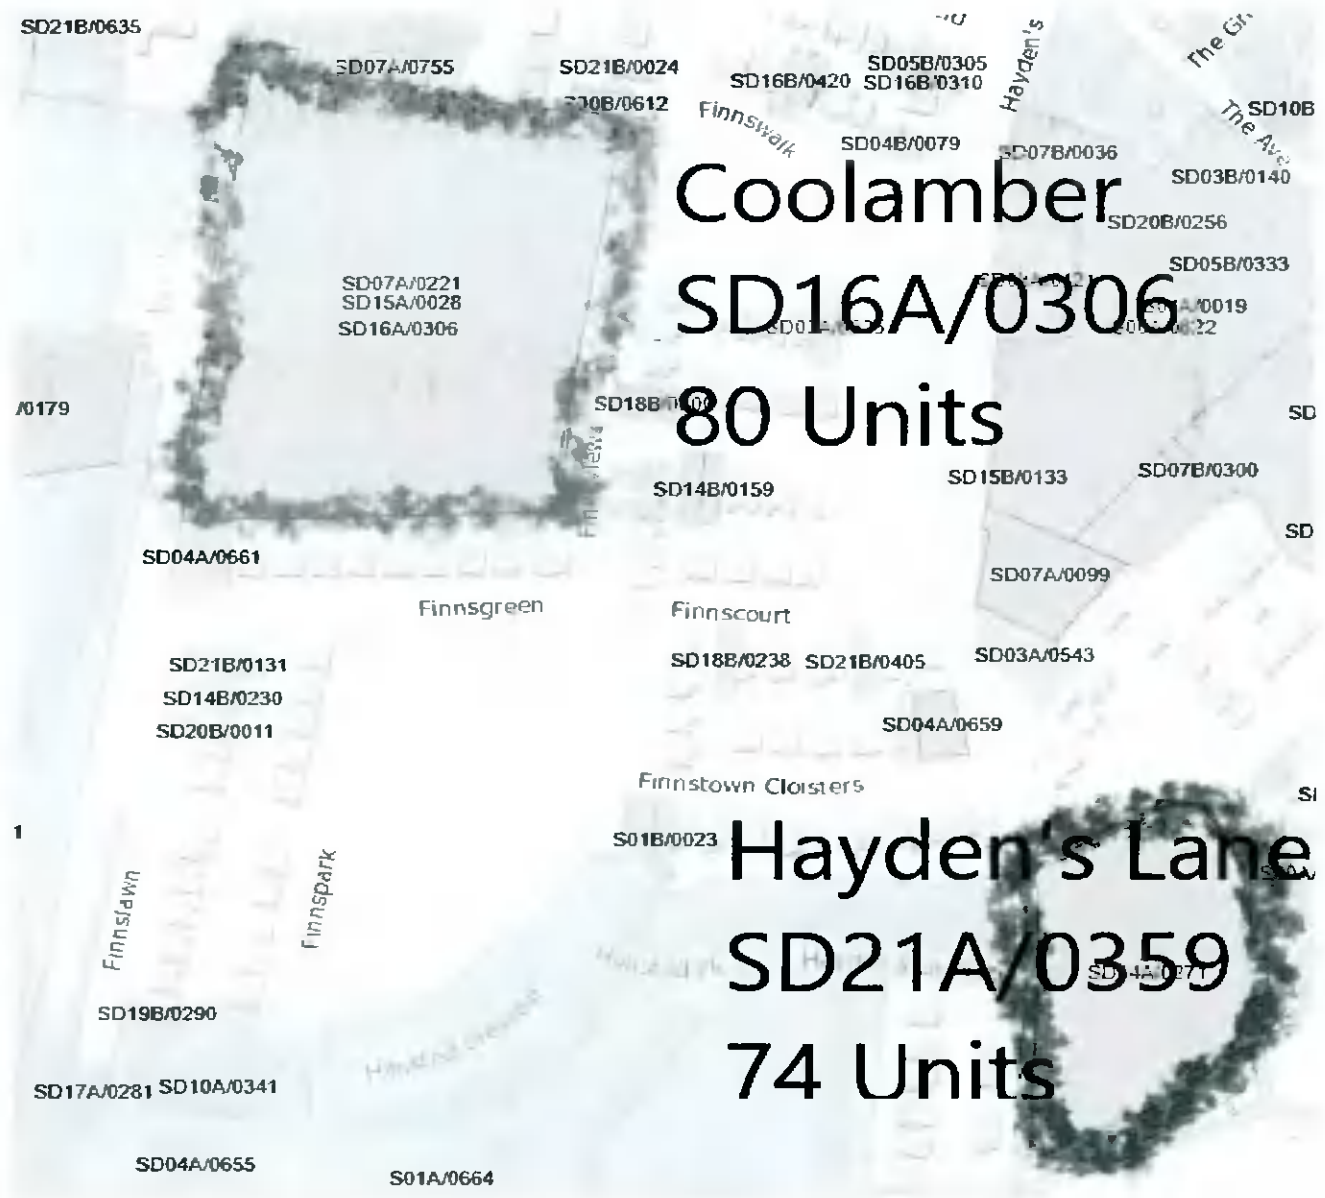 SD21B/0635
SD07A/0755
SD21B/0024
/0612
SD16B/0420
SD05B/0305
SD16B/0310
Hayden's
The
The
SD10B
Finnswalk
SD04B/0079
SD07B/0036
SD03B/0140
SD20B/0256
Coolamber
SD05B/0333
SD07A/0221
SD15A/0028
SD16A/0306
SD16A/0306
/0019
/0179
80 Units
SD
SD14B/0159
SD15B/0133
SD07B/0300
SD
SD04A/0661
SD07A/0099
Finnsgreen
Finnscourt
SD21B/0131
SD18B/0238
SD21B/0405
SD03A/0543
SD14B/0230
SD20B/0011
SD04A/0659
Finnstown Cloisters
1
S01B/0023
Hayden's Lane
Finnslawn
Finnspark
SD21A/0359
SD19B/0290
74 Units
SD17A/0281
SD10A/0341
SD04A/0655
S01A/0664